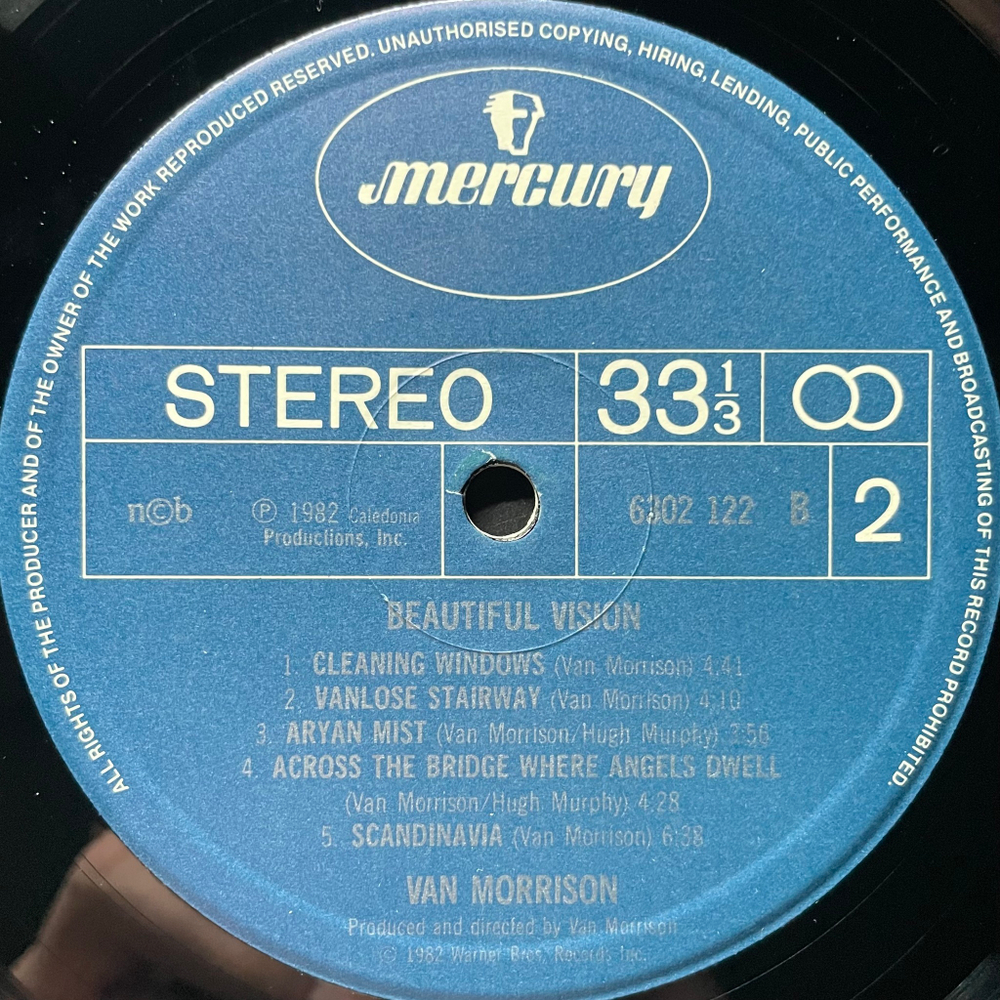 ALL RIGHTS OF THE PRODUCER AND OF THE OWNER OF THE WORK REPRODUCED RESERVED. UNAUTHORISED COPYING, HIRING, LENDING, PUBLIC PERFORMANCE AND BROADCASTING OF THIS RECORD PROHIBITED.
mercury
STEREO 33 1/3
n©b ℗ 1982 Caledonia 6302 122 B 2
Productions, Inc.
BEAUTIFUL VISION
1. CLEANING WINDOWS (Van Morrison) 4:41
2. VANLOSE STAIRWAY (Van Morrison) 4:10
3. ARYAN MIST (Van Morrison/Hugh Murphy) 3:56
4. ACROSS THE BRIDGE WHERE ANGELS DWELL
(Van Morrison/Hugh Murphy) 4:28
5. SCANDINAVIA (Van Morrison) 6:38
VAN MORRISON
Produced and directed by Van Morrison
© 1982 Warner Bros. Records Inc.